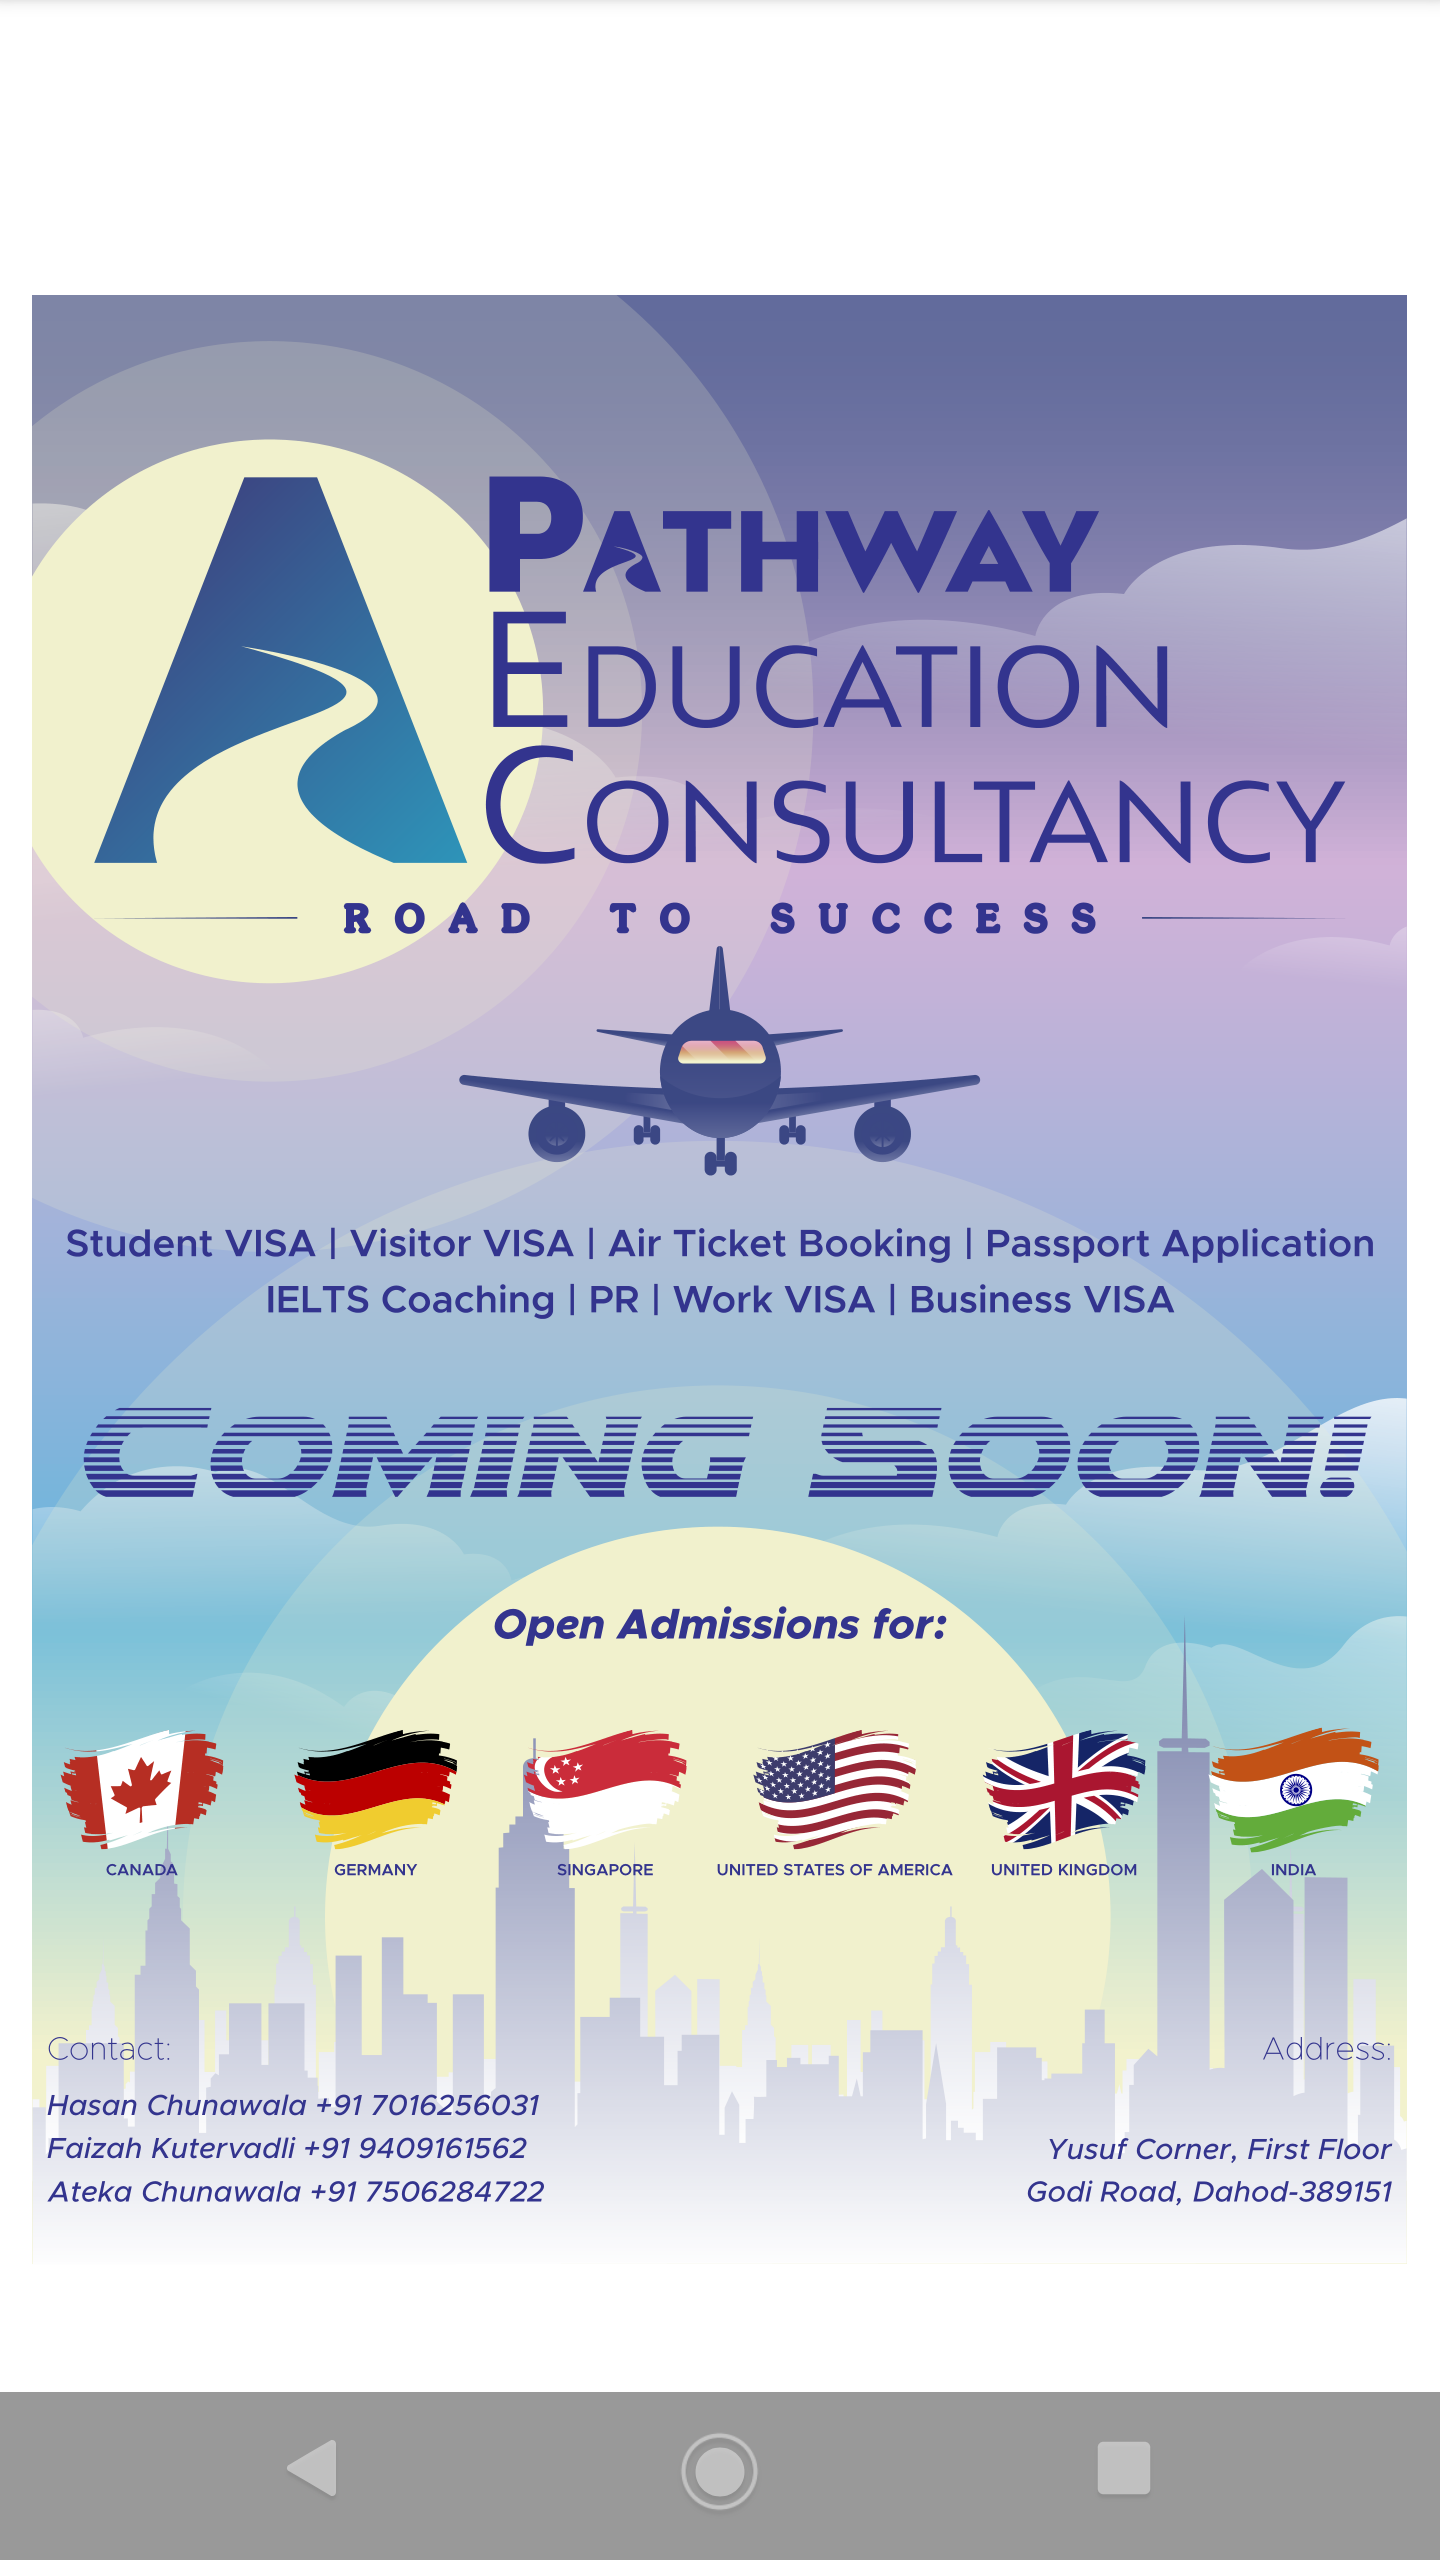 PATHWAY
EDUCATION
CONSULTANCY
ROAD TO SUCCESS
Student VISA | Visitor VISA | Air Ticket Booking | Passport Application
IELTS Coaching | PR | Work VISA | Business VISA
COMING SOON!
Open Admissions for:
CANADA GERMANY SINGAPORE UNITED STATES OF AMERICA UNITED KINGDOM INDIA
Contact:
Hasan Chunawala +91 7016256031
Faizah Kutervadli +91 9409161562
Ateka Chunawala +91 7506284722
Address:
Yusuf Corner, First Floor
Godi Road, Dahod-389151